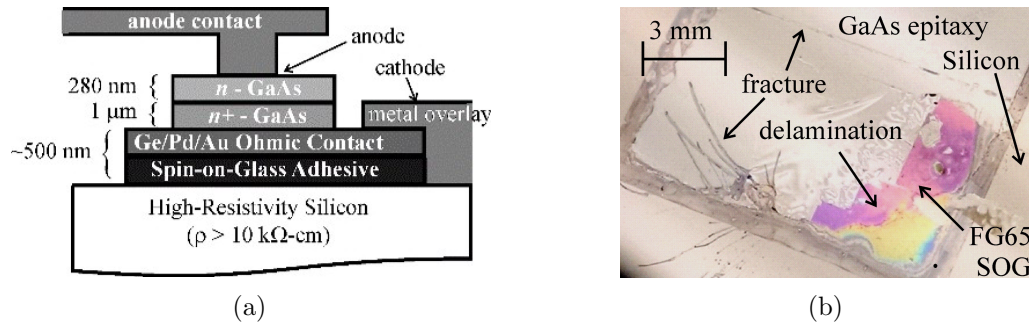 anode contact
anode
cathode
280 nm
n - GaAs
1 μm
n+ - GaAs
metal overlay
~500 nm
Ge/Pd/Au Ohmic Contact
Spin-on-Glass Adhesive
High-Resistivity Silicon
(ρ > 10 kΩ-cm)
(a)
3 mm
GaAs epitaxy
Silicon
fracture
delamination
FG65
SOG
(b)